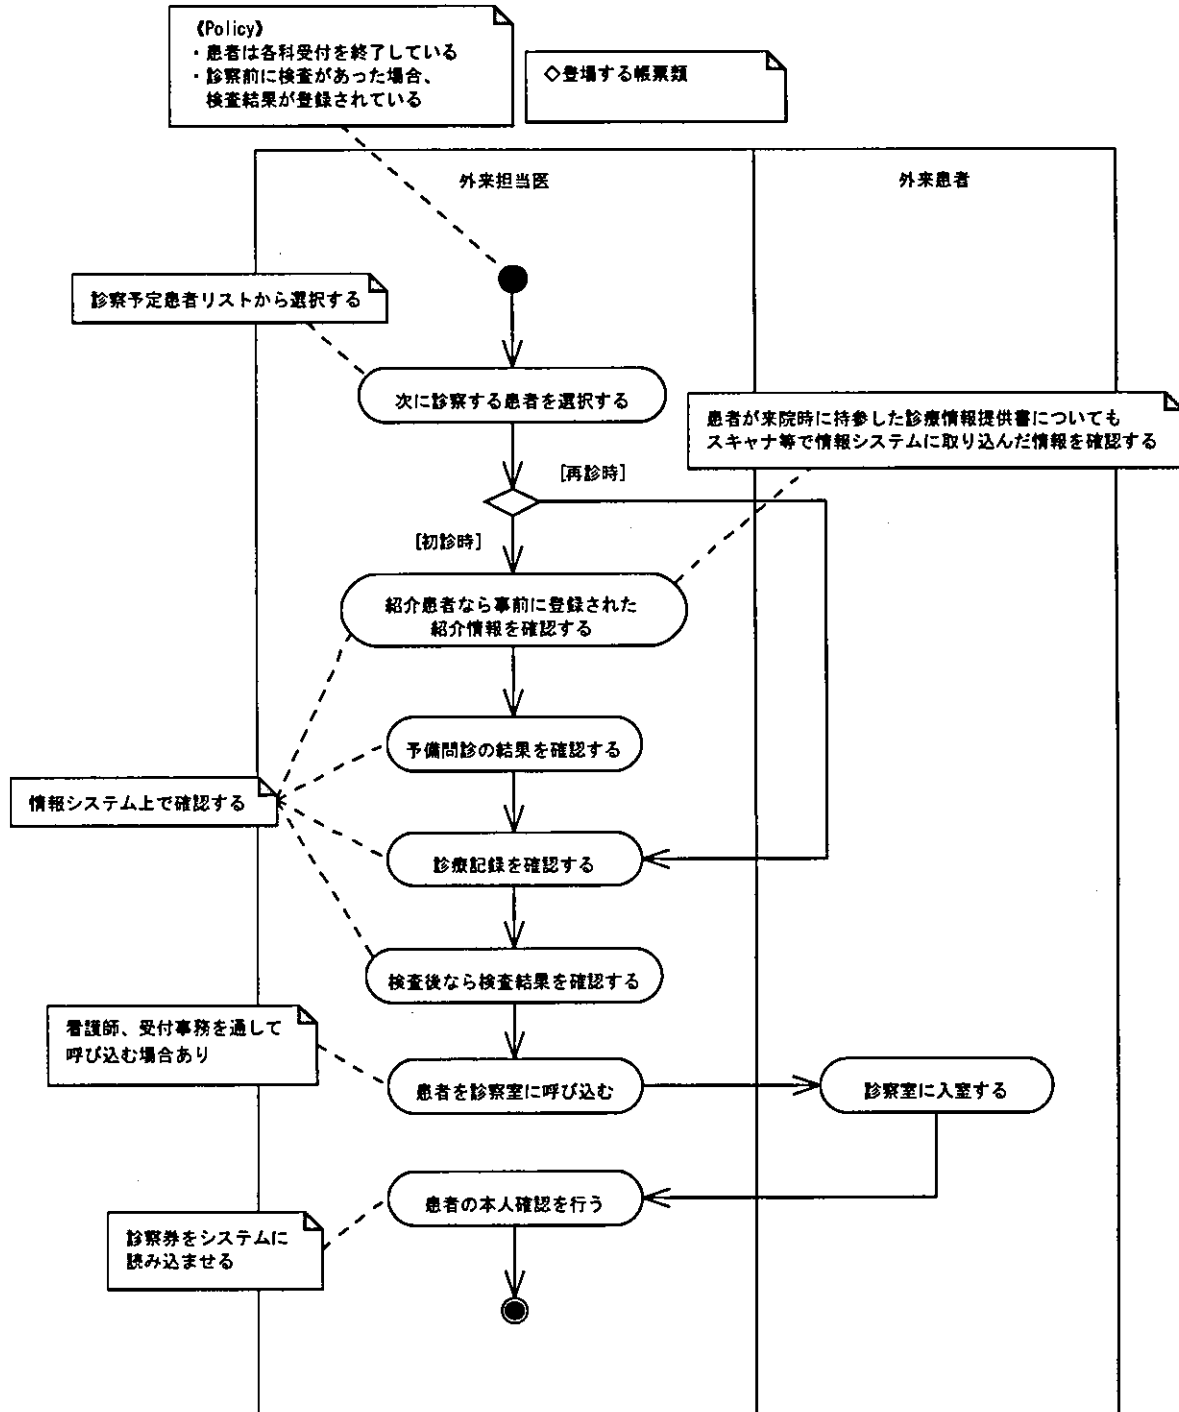 《Policy》
・患者は各科受付を終了している
・診察前に検査があった場合、
検査結果が登録されている
◇登場する帳票類
外来担当医
外来患者
診察予定患者リストから選択する
次に診察する患者を選択する
患者が来院時に持参した診療情報提供書についても
スキャナ等で情報システムに取り込んだ情報を確認する
[再診時]
[初診時]
紹介患者なら事前に登録された
紹介情報を確認する
予備問診の結果を確認する
情報システム上で確認する
診療記録を確認する
検査後なら検査結果を確認する
看護師、受付事務を通して
呼び込む場合あり
患者を診察室に呼び込む
診察室に入室する
患者の本人確認を行う
診察券をシステムに
読み込ませる